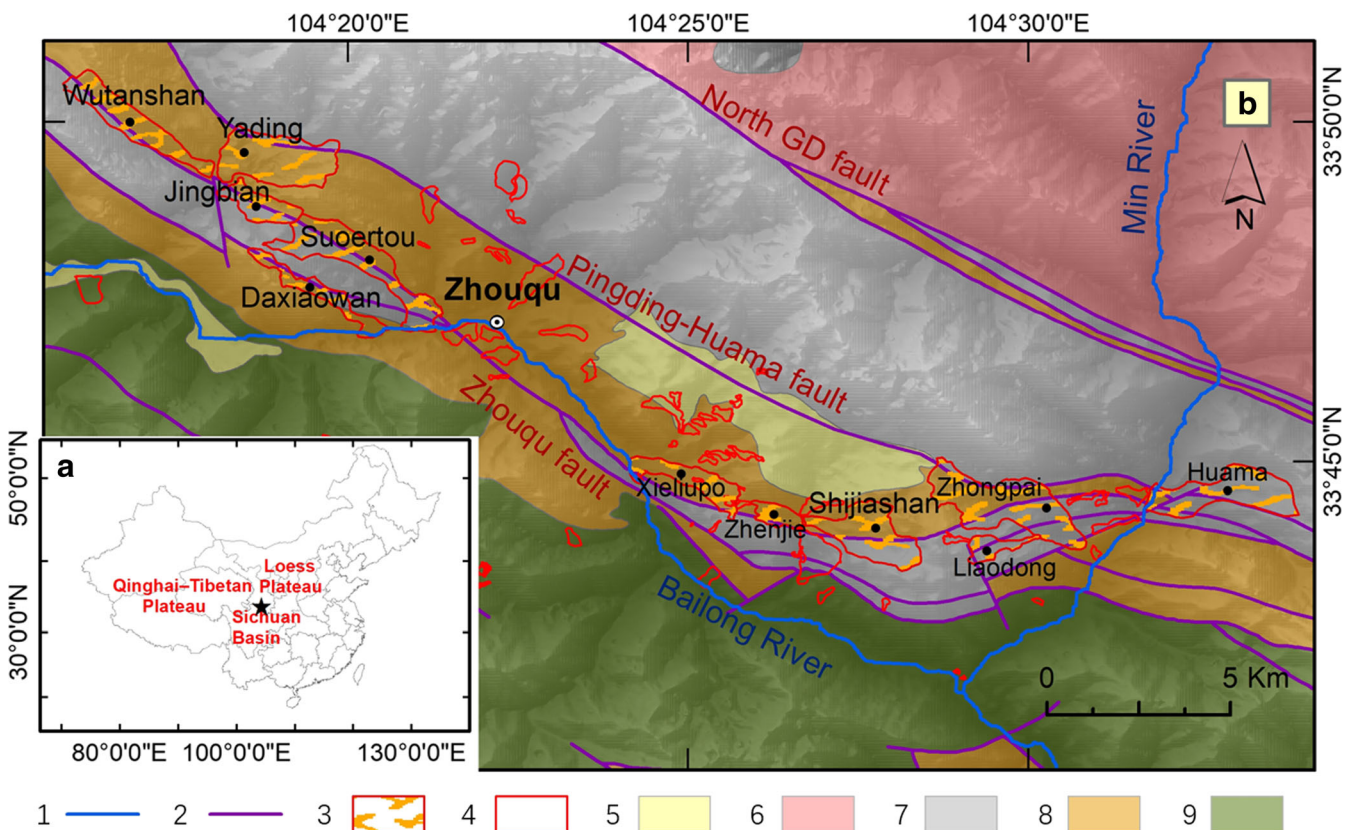 104°20'0"E
104°25'0"E
104°30'0"E
33°50'0"N
33°45'0"N
b
N
Wutanshan
Yading
Jingbian
Suoertou
Daxiaowan
Zhouqu
North GD fault
Min River
Pingding-Huama fault
Zhouqu fault
Xieliupo
Zhenjie
Shijiashan
Zhongpai
Huama
Liaodong
Bailong River
0 5 Km
a
50°0'0"N
30°0'0"N
Loess
Plateau
Qinghai–Tibetan
Plateau
Sichuan
Basin
80°0'0"E 100°0'0"E 130°0'0"E
1 2 3 4 5 6 7 8 9